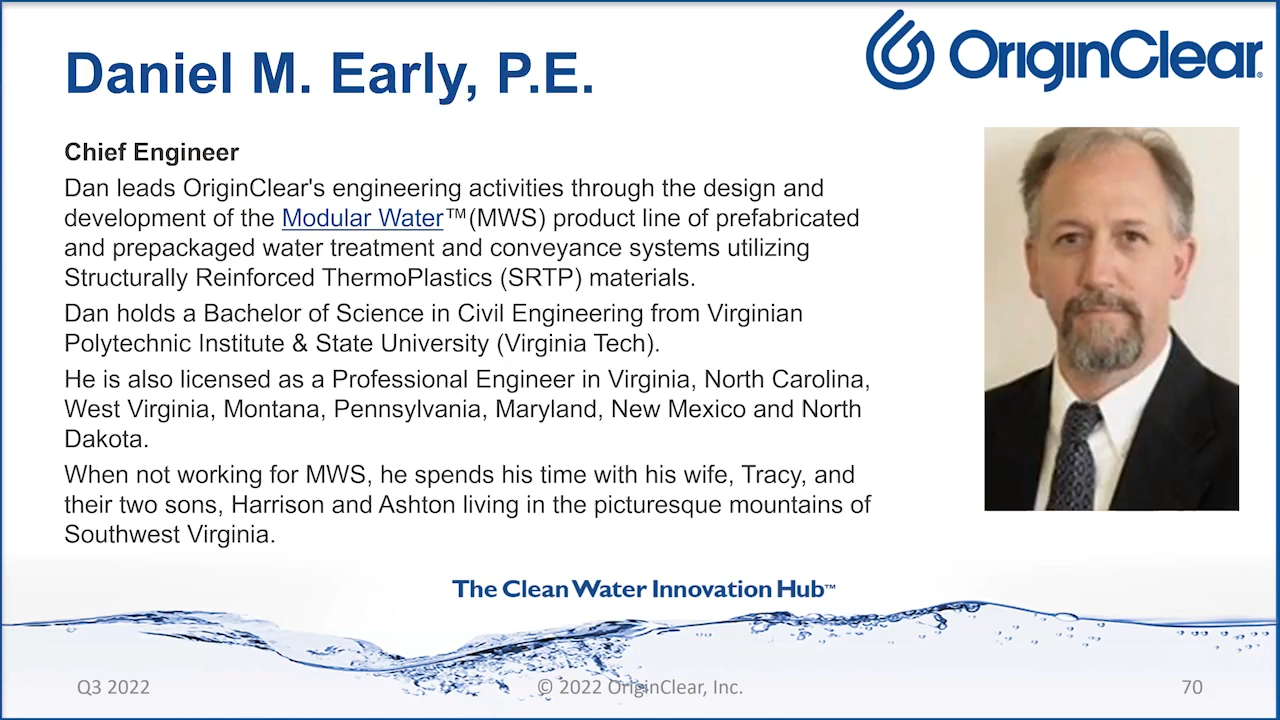 Daniel M. Early, P.E.
OriginClear®
Chief Engineer
Dan leads OriginClear's engineering activities through the design and
development of the Modular Water™(MWS) product line of prefabricated
and prepackaged water treatment and conveyance systems utilizing
Structurally Reinforced ThermoPlastics (SRTP) materials.
Dan holds a Bachelor of Science in Civil Engineering from Virginian
Polytechnic Institute & State University (Virginia Tech).
He is also licensed as a Professional Engineer in Virginia, North Carolina,
West Virginia, Montana, Pennsylvania, Maryland, New Mexico and North
Dakota.
When not working for MWS, he spends his time with his wife, Tracy, and
their two sons, Harrison and Ashton living in the picturesque mountains of
Southwest Virginia.
The Clean Water Innovation Hub™
Q3 2022
© 2022 OriginClear, Inc.
70